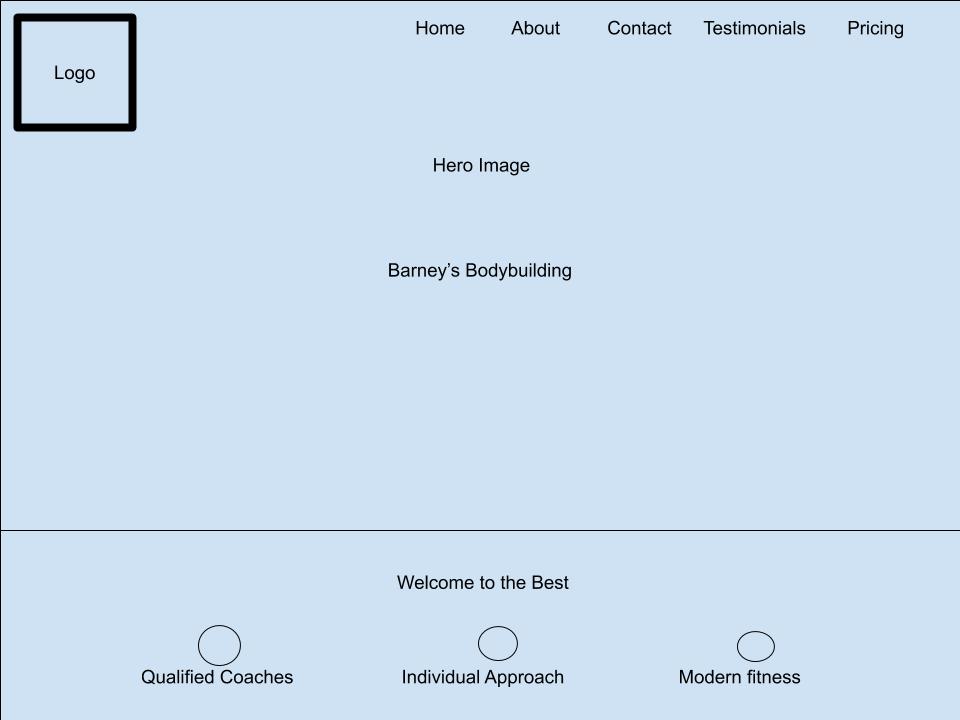 Home About Contact Testimonials Pricing
Logo
Hero Image
Barney’s Bodybuilding
Welcome to the Best
Qualified Coaches Individual Approach Modern fitness